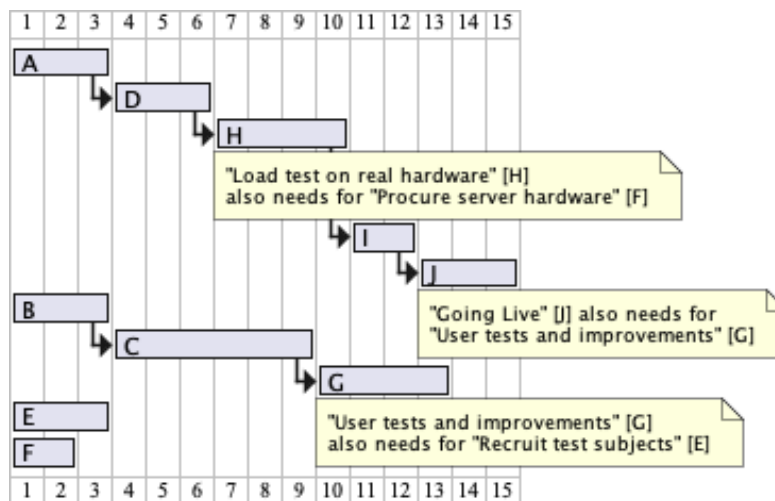 1 2 3 4 5 6 7 8 9 10 11 12 13 14 15
A
D
H
"Load test on real hardware" [H]
also needs for "Procure server hardware" [F]
I
J
"Going Live" [J] also needs for
"User tests and improvements" [G]
B
C
G
"User tests and improvements" [G]
also needs for "Recruit test subjects" [E]
E
F
1 2 3 4 5 6 7 8 9 10 11 12 13 14 15